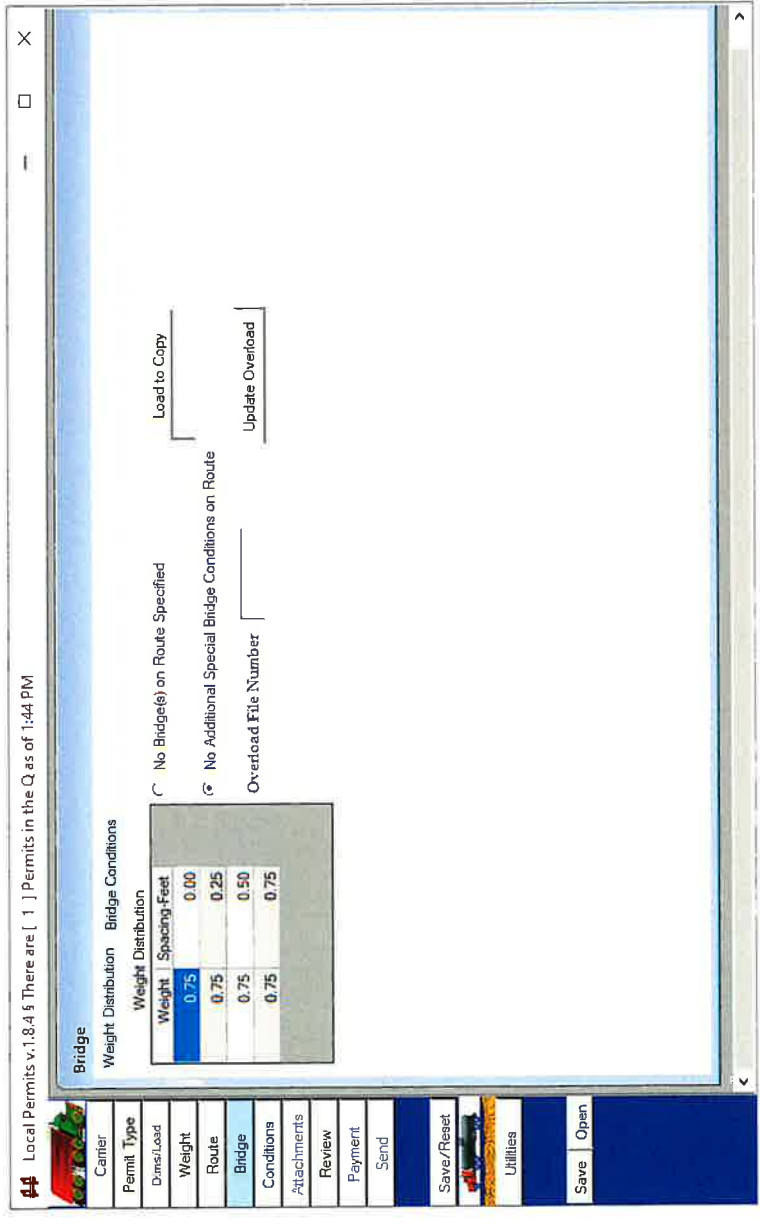 Local Permits v.1.8.4 § There are [ 1 ] Permits in the Q as of 1:44 PM
Carrier
Permit Type
Dims/Load
Weight
Route
Bridge
Conditions
Attachments
Review
Payment
Send
Save/Reset
Utilities
Save
Open
Bridge
Weight Distribution
Bridge Conditions
Weight Distribution
Weight Spacing-Feet
0.75 0.00
0.75 0.25
0.75 0.50
0.75 0.75
No Bridge(s) on Route Specified
No Additional Special Bridge Conditions on Route
Overload File Number
Load to Copy
Update Overload